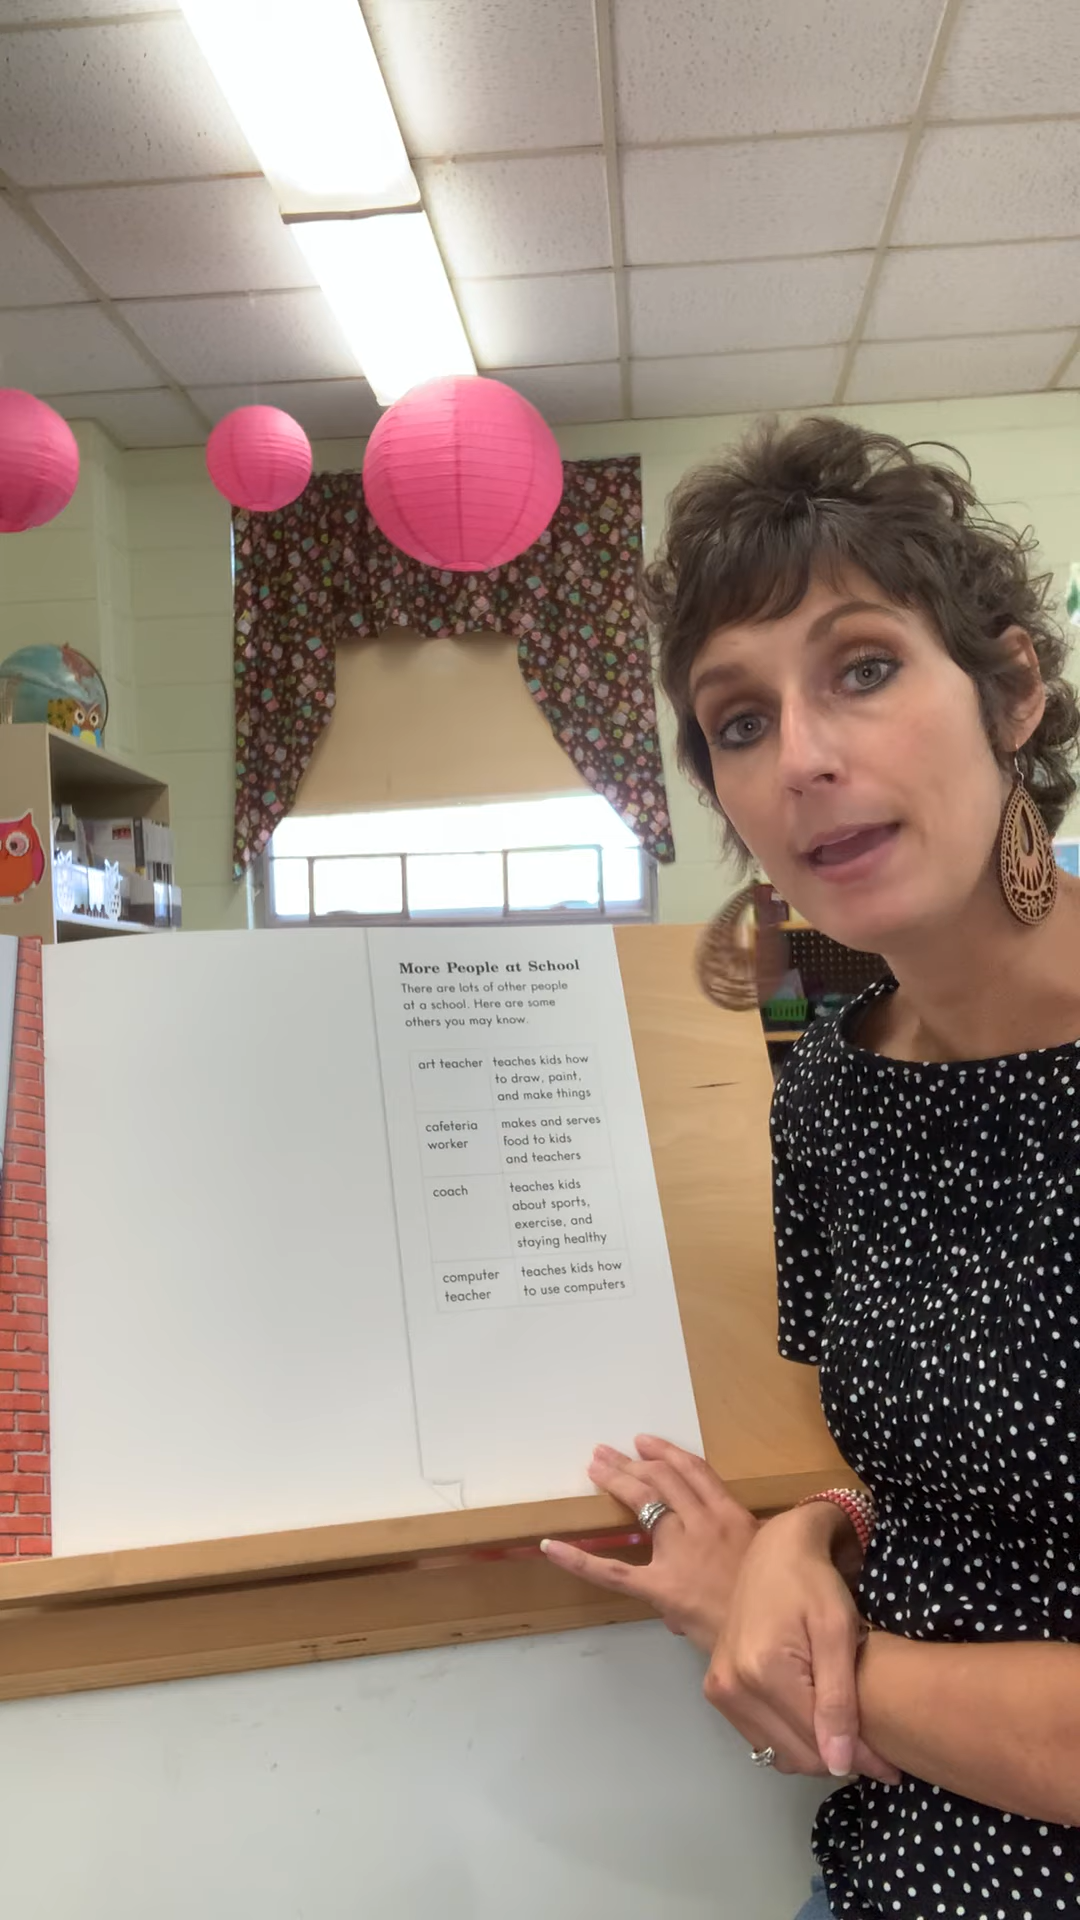 More People at School
There are lots of other people
at a school. Here are some
others you may know.
art teacher
teaches kids how
to draw, paint,
and make things
cafeteria
worker
makes and serves
food to kids
and teachers
coach
teaches kids
about sports,
exercise, and
staying healthy
computer
teacher
teaches kids how
to use computers